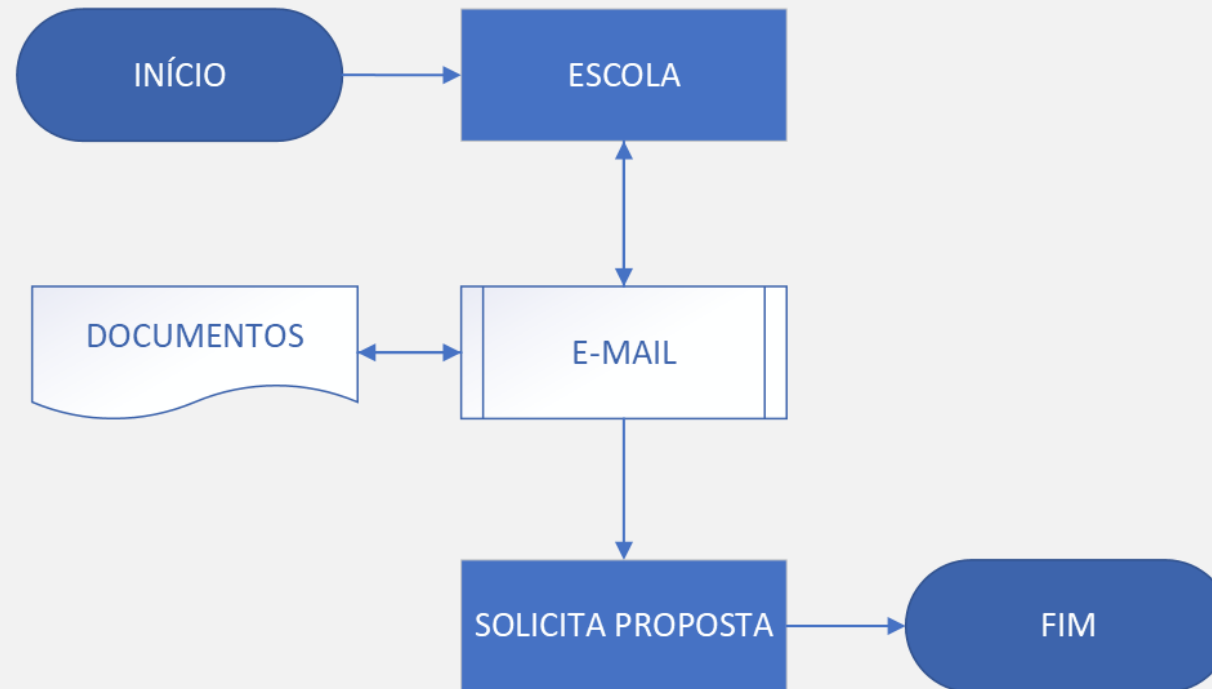 INÍCIO
ESCOLA
DOCUMENTOS
E-MAIL
SOLICITA PROPOSTA
FIM